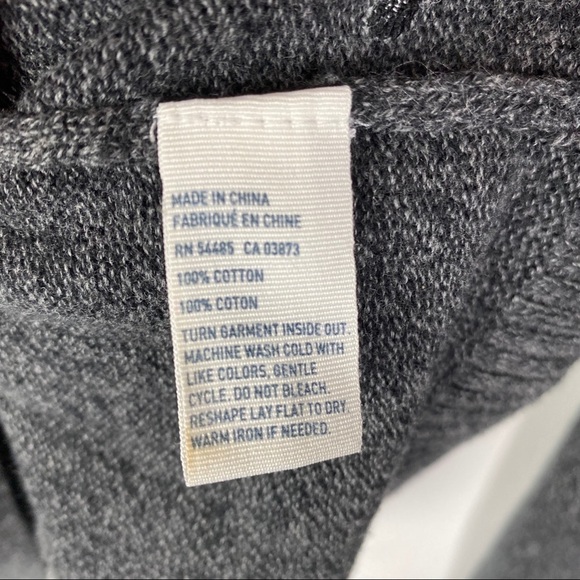 MADE IN CHINA
FABRIQUÉ EN CHINE
RN 54485 CA 03873
100% COTTON
100% COTON
TURN GARMENT INSIDE OUT.
MACHINE WASH COLD WITH
LIKE COLORS, GENTLE
CYCLE. DO NOT BLEACH.
RESHAPE LAY FLAT TO DRY.
WARM IRON IF NEEDED.